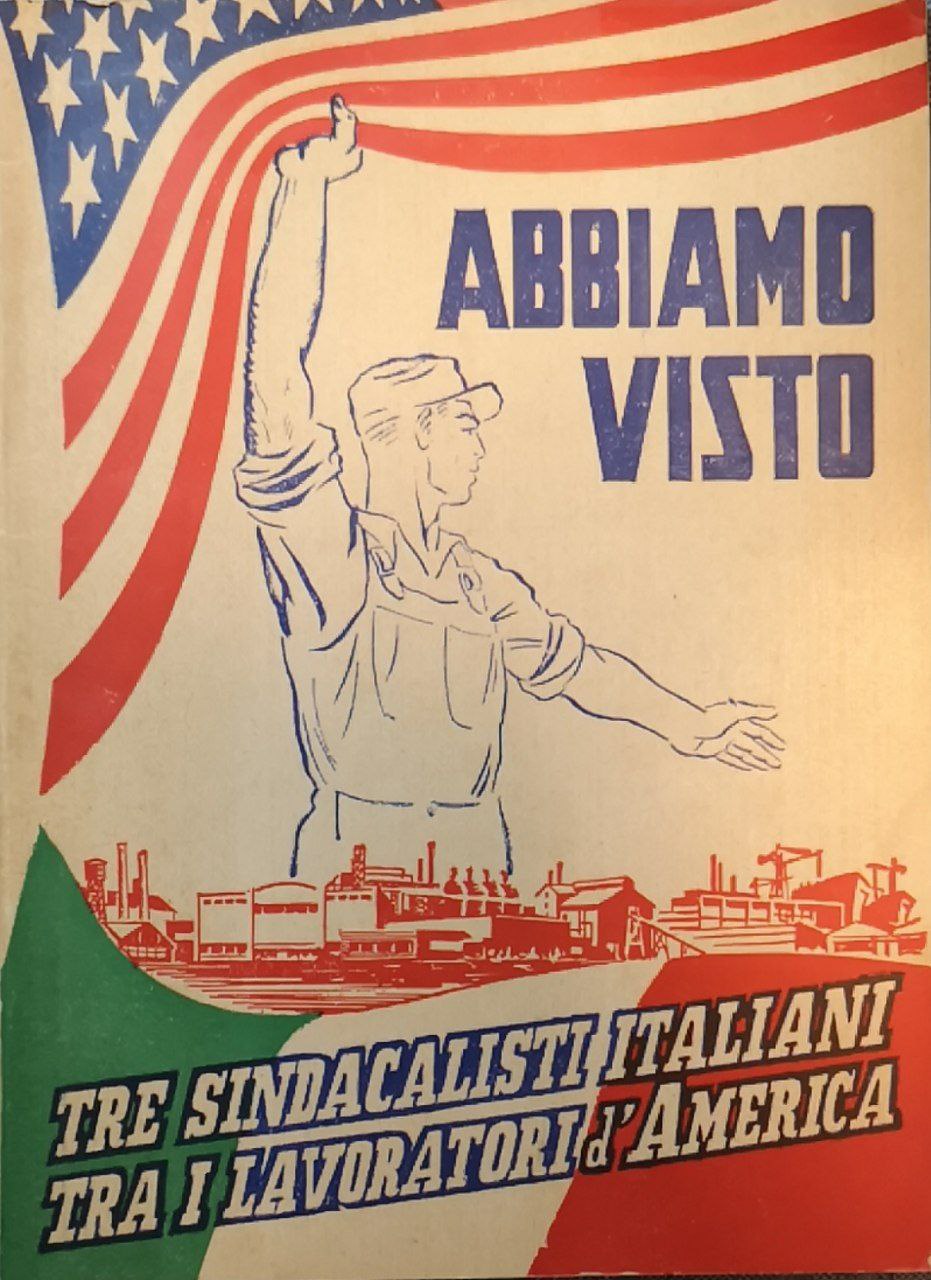 ABBIAMO
VISTO
TRE SINDACALISTI ITALIANI
TRA I LAVORATORI d'AMERICA